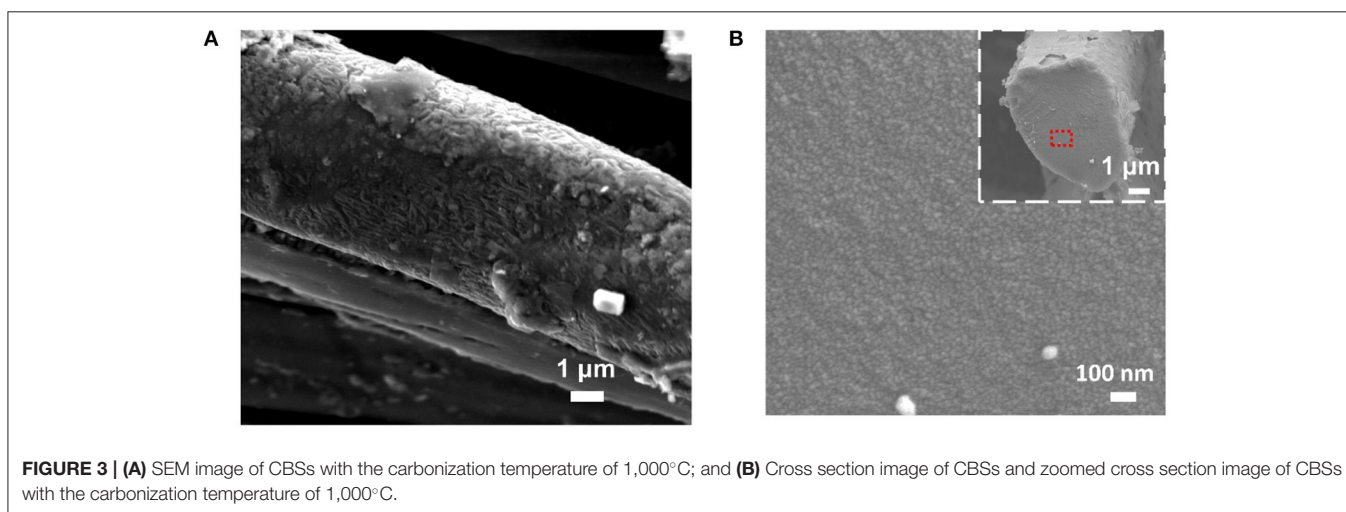 A
B
1 µm
1 µm
100 nm
FIGURE 3 | (A) SEM image of CBSs with the carbonization temperature of 1,000°C; and (B) Cross section image of CBSs and zoomed cross section image of CBSs
with the carbonization temperature of 1,000°C.